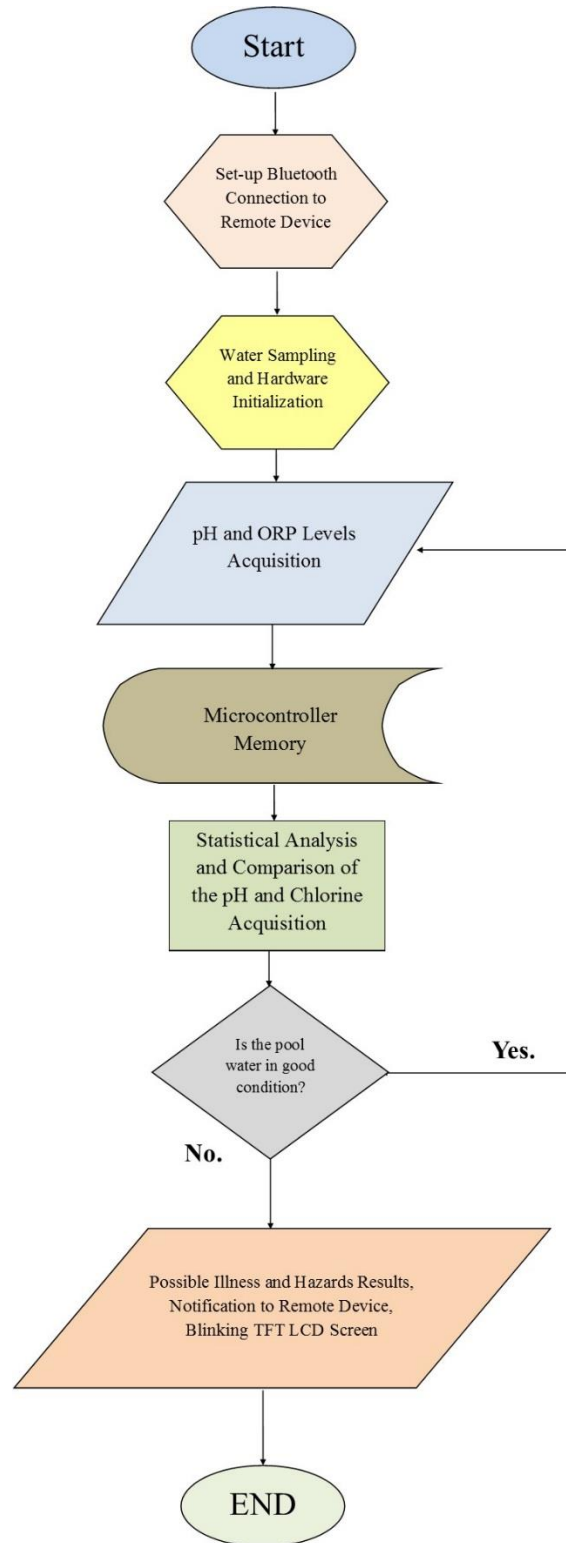 Start
Set-up Bluetooth
Connection to
Remote Device
Water Sampling
and Hardware
Initialization
pH and ORP Levels
Acquisition
Microcontroller
Memory
Statistical Analysis
and Comparison of
the pH and Chlorine
Acquisition
Is the pool
water in good
condition?
Yes.
No.
Possible Illness and Hazards Results,
Notification to Remote Device,
Blinking TFT LCD Screen
END